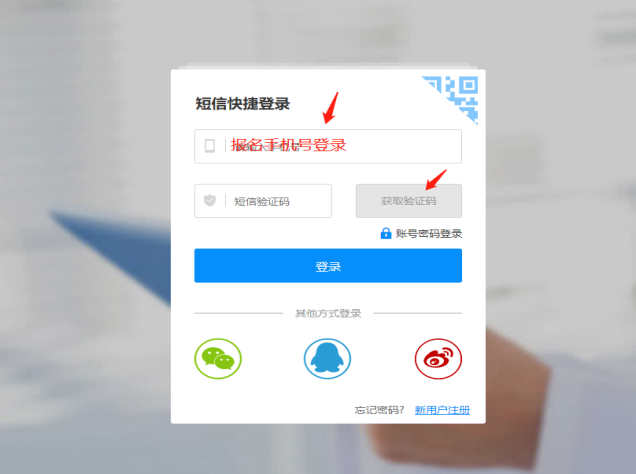 短信快捷登录
报名手机号登录
短信验证码
获取验证码
账号密码登录
登录
其他方式登录
忘记密码?
新用户注册